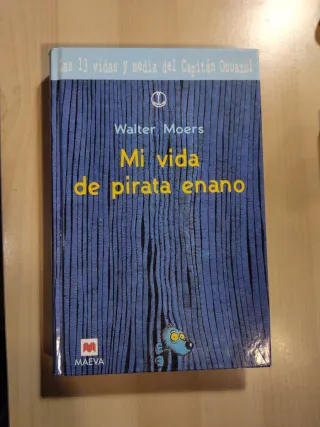 Las 13 vidas y media del Capitán Osoazul
Walter Moers
Mi vida
de pirata enano
MAEVA